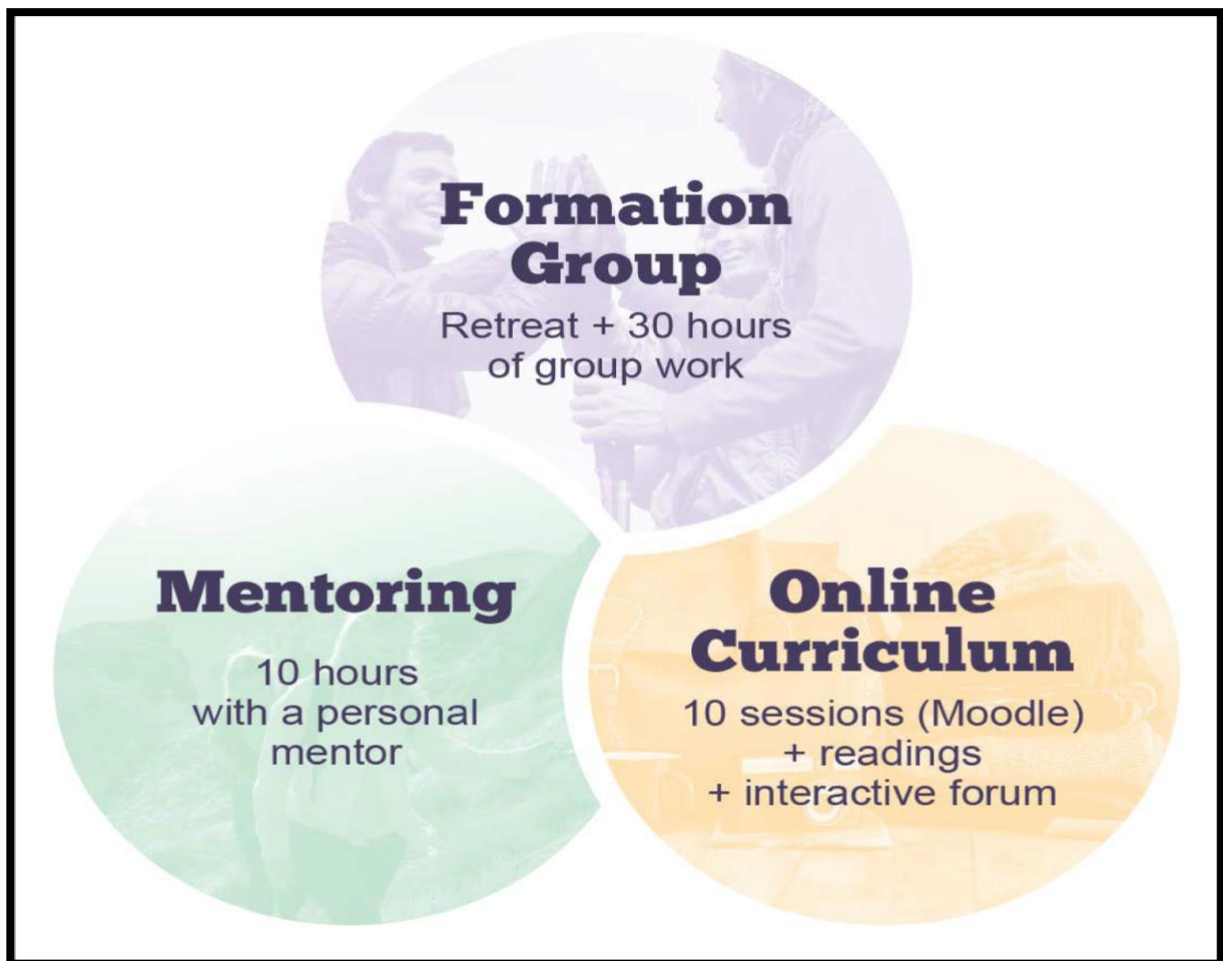 Formation
Group
Retreat + 30 hours
of group work
Mentoring
10 hours
with a personal
mentor
Online
Curriculum
10 sessions (Moodle)
+ readings
+ interactive forum